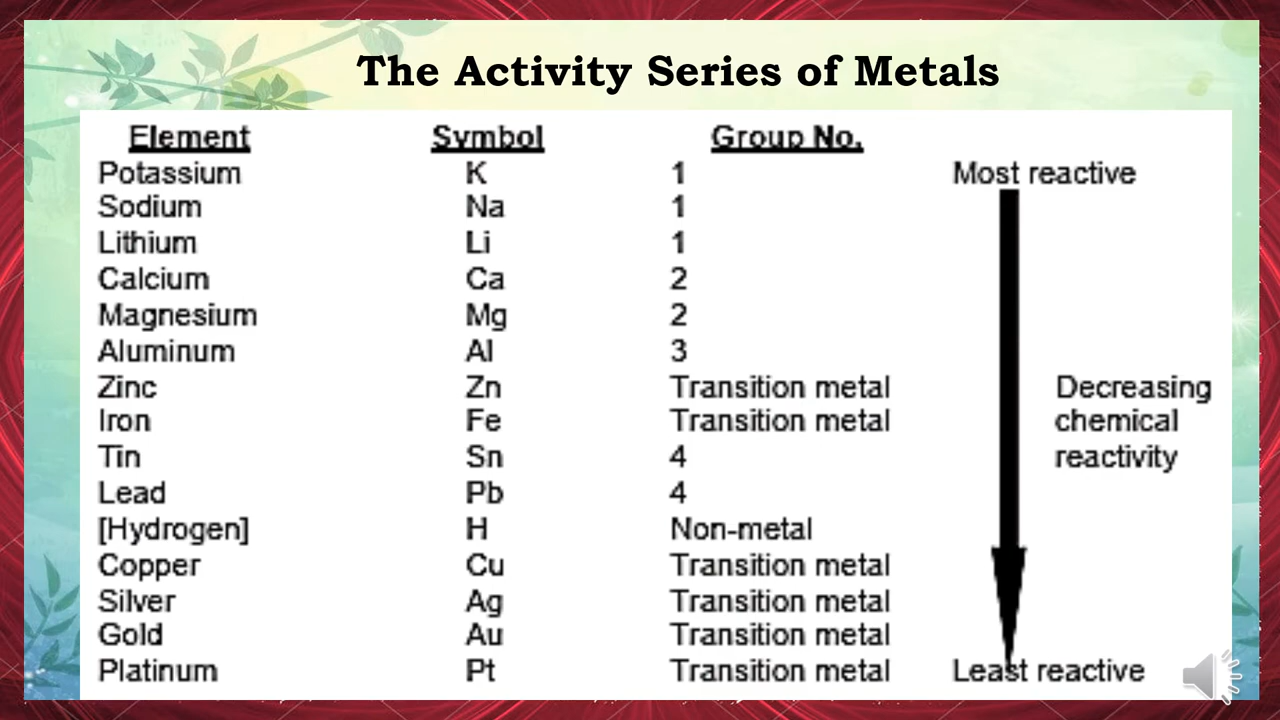 The Activity Series of Metals
Element Symbol Group No.
Potassium K 1 Most reactive
Sodium Na 1
Lithium Li 1
Calcium Ca 2
Magnesium Mg 2
Aluminum Al 3
Zinc Zn Transition metal Decreasing
Iron Fe Transition metal chemical
Tin Sn 4 reactivity
Lead Pb 4
[Hydrogen] H Non-metal
Copper Cu Transition metal
Silver Ag Transition metal
Gold Au Transition metal
Platinum Pt Transition metal Least reactive